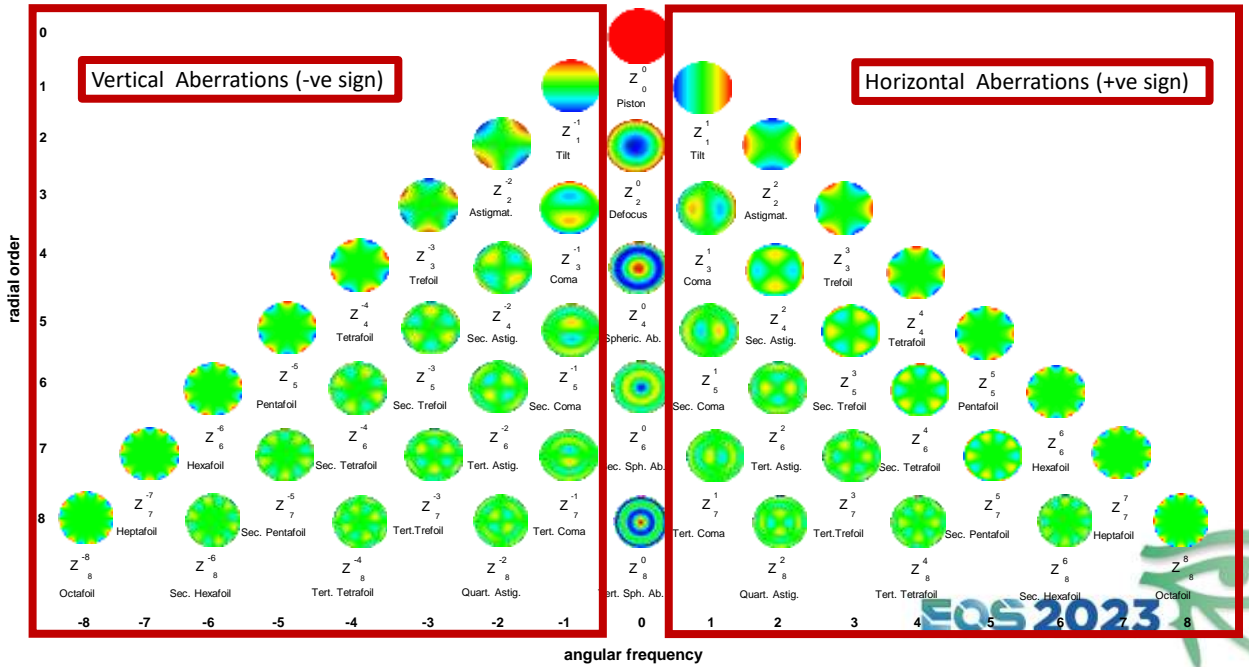 0
Vertical Aberrations (-ve sign)
Horizontal Aberrations (+ve sign)
1
Z 0 0
Piston
2
Z -1 1
Z 1 1
Tilt
Tilt
3
Z -2 2
Z 0 2
Z 2 2
Astigmat.
Defocus
Astigmat.
4
Z -3 3
Z -1 3
Z 1 3
Z 3 3
Trefoil
Coma
Coma
Trefoil
5
Z -4 4
Z -2 4
Z 0 4
Z 2 4
Z 4 4
Tetrafoil
Sec. Astig.
Spheric. Ab.
Sec. Astig.
Tetrafoil
6
Z -5 5
Z -3 5
Z -1 5
Z 1 5
Z 3 5
Z 5 5
Pentafoil
Sec. Trefoil
Sec. Coma
Sec. Coma
Sec. Trefoil
Pentafoil
7
Z -6 6
Z -4 6
Z -2 6
Z 0 6
Z 2 6
Z 4 6
Z 6 6
Hexafoil
Sec. Tetrafoil
Tert. Astig.
ec. Sph. Ab.
Tert. Astig.
Sec. Tetrafoil
Hexafoil
8
Z -7 7
Z -5 7
Z -3 7
Z -1 7
Z 1 7
Z 3 7
Z 5 7
Z 7 7
Heptafoil
Sec. Pentafoil
Tert.Trefoil
Tert. Coma
Tert. Coma
Tert.Trefoil
Sec. Pentafoil
Heptafoil
Z -8 8
Z -6 8
Z -4 8
Z -2 8
Z 0 8
Z 2 8
Z 4 8
Z 6 8
Z 8 8
Octafoil
Sec. Hexafoil
Tert. Tetrafoil
Quart. Astig.
ert. Sph. Ab.
Quart. Astig.
Tert. Tetrafoil
Sec. Hexafoil
Octafoil
EOS 2023
-8 -7 -6 -5 -4 -3 -2 -1 0 1 2 3 4 5 6 7 8
angular frequency
radial order